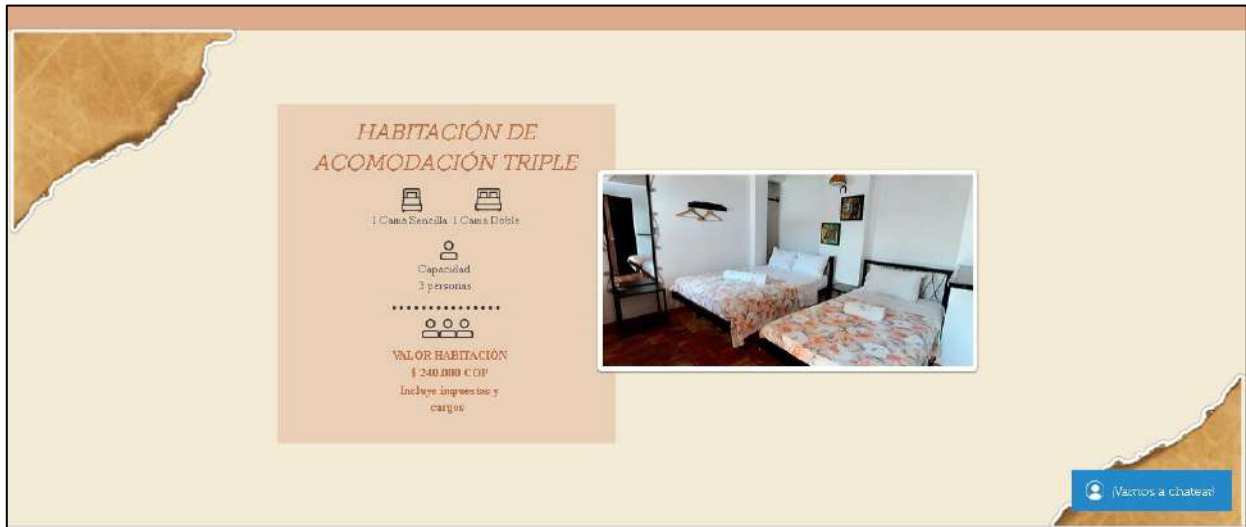 HABITACIÓN DE
ACOMODACIÓN TRIPLE
1 Cama Sencilla 1 Cama Doble
Capacidad
3 personas
VALOR HABITACIÓN
$ 240.000 COP
Incluye impuestos y
cargos
¡Vamos a chatear!